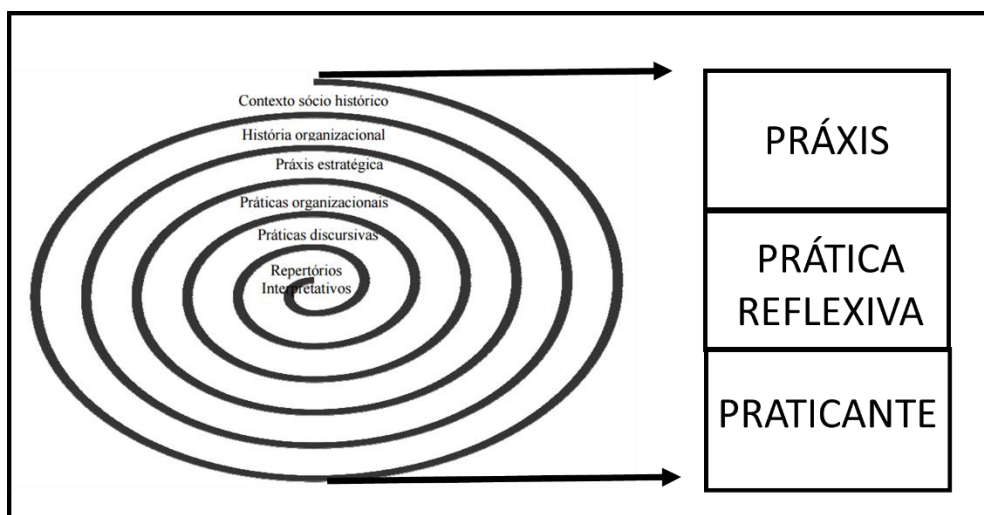 Contexto sócio histórico
História organizacional
Práxis estratégica
Práticas organizacionais
Práticas discursivas
Repertórios
Interpretativos
PRÁXIS
PRÁTICA
REFLEXIVA
PRATICANTE